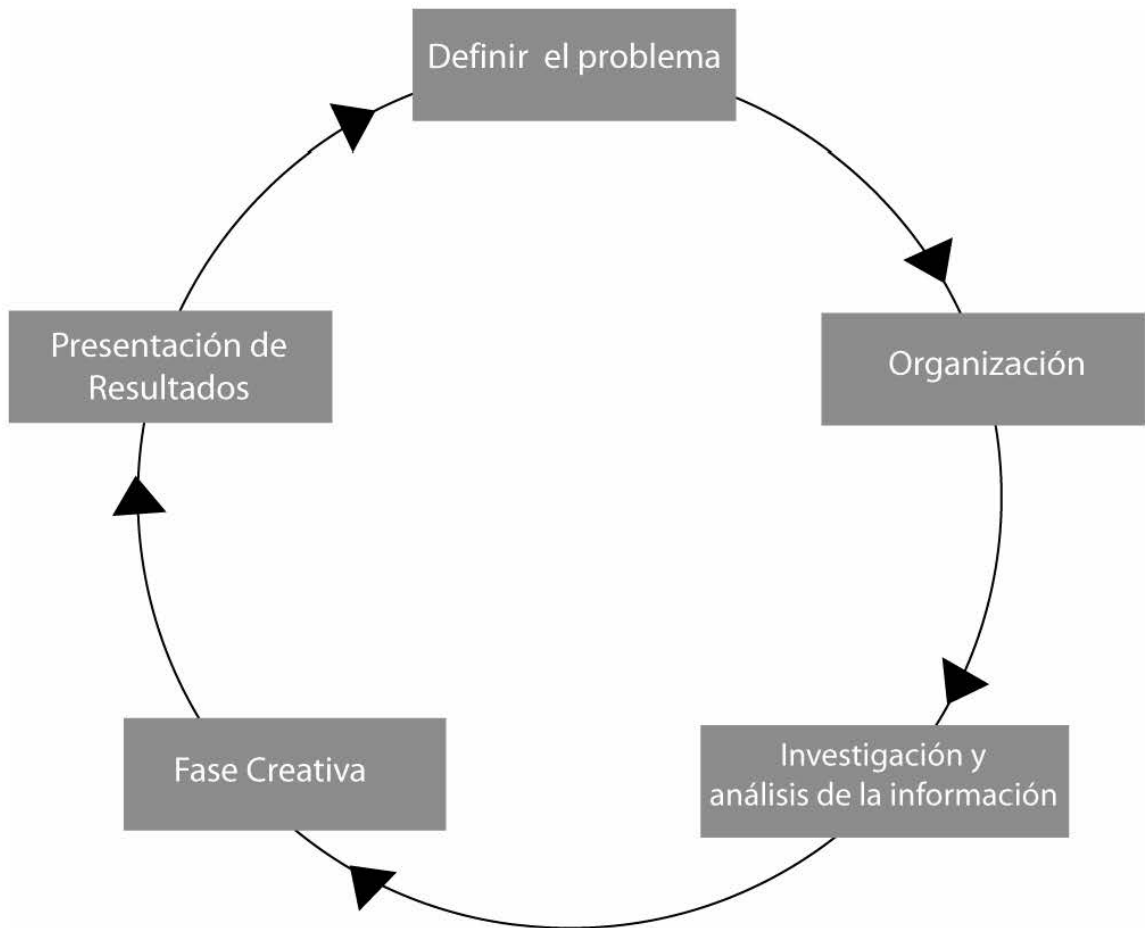 Definir el problema
Organización
Investigación y
análisis de la información
Fase Creativa
Presentación de
Resultados